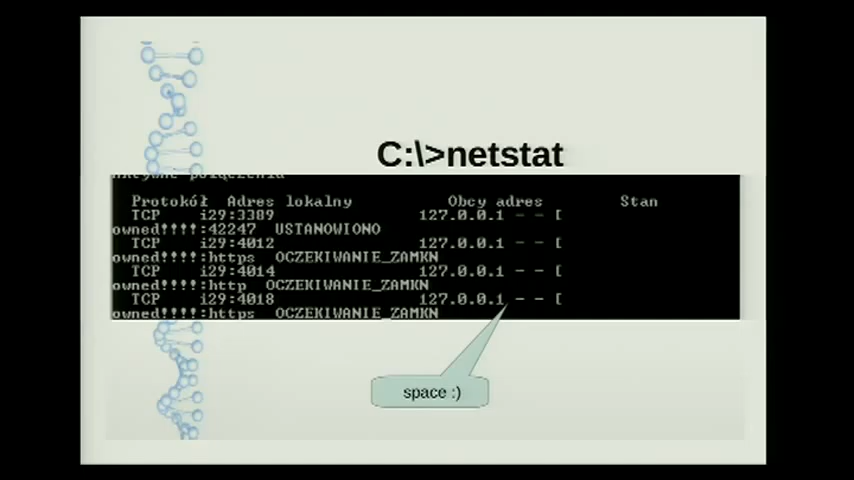 C:\>netstat
Aktywne połączenia
Protokół Adres lokalny Obcy adres Stan
TCP i29:3389 127.0.0.1 - - [
owned!!!!:42247 USTANOWIONO
TCP i29:4012 127.0.0.1 - - [
owned!!!!:https OCZEKIWANIE_ZAMKN
TCP i29:4014 127.0.0.1 - - [
owned!!!!:http OCZEKIWANIE_ZAMKN
TCP i29:4018 127.0.0.1 - - [
owned!!!!:https OCZEKIWANIE_ZAMKN
space :)